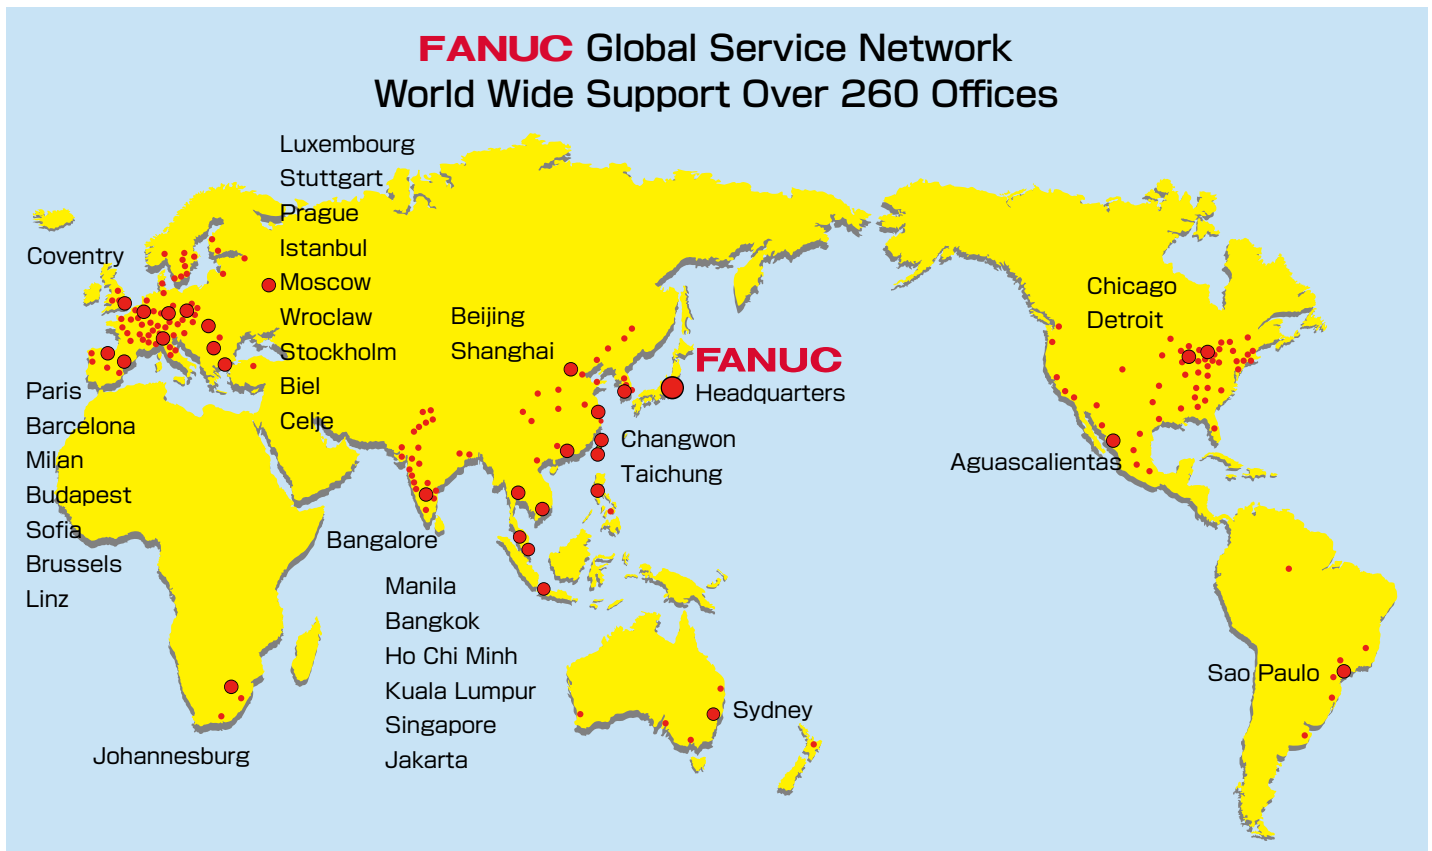 FANUC Global Service Network
World Wide Support Over 260 Offices
Luxembourg
Stuttgart
Prague
Istanbul
Moscow
Wroclaw
Stockholm
Biel
Celje
Coventry
Paris
Barcelona
Milan
Budapest
Sofia
Brussels
Linz
Johannesburg
Beijing
Shanghai
FANUC
Headquarters
Changwon
Taichung
Bangalore
Manila
Bangkok
Ho Chi Minh
Kuala Lumpur
Singapore
Jakarta
Sydney
Chicago
Detroit
Aguascalientas
Sao Paulo